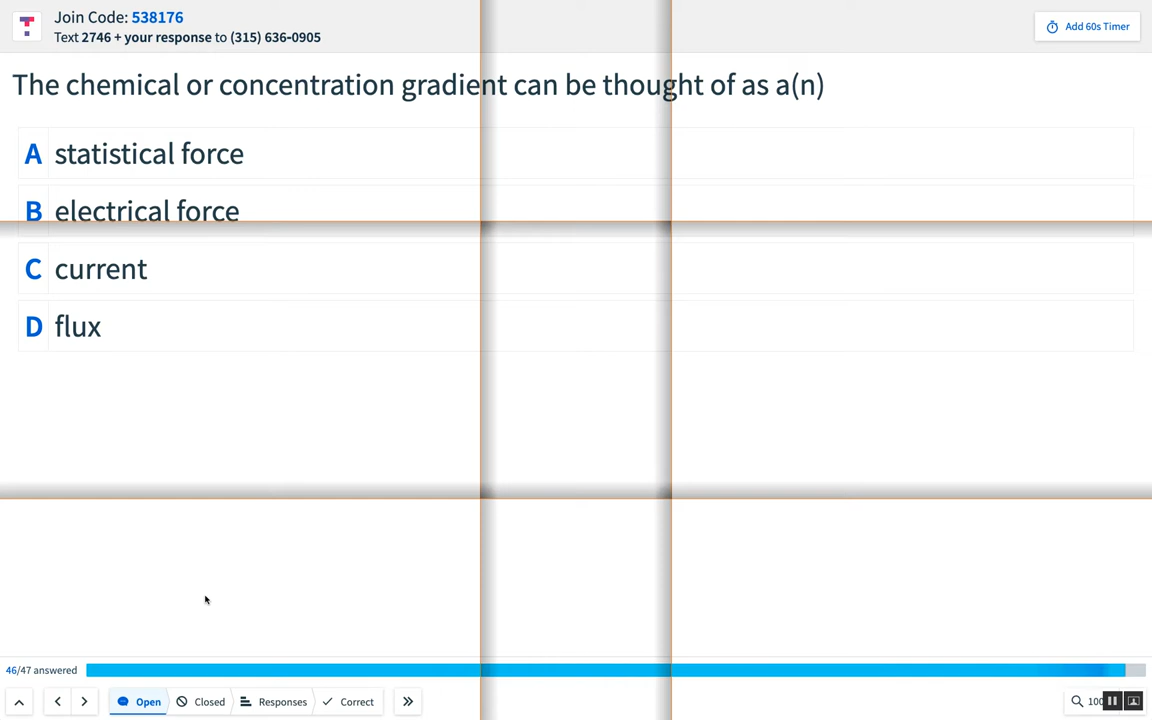 Join Code: 538176
Text 2746 + your response to (315) 636-0905
Add 60s Timer
The chemical or concentration gradient can be thought of as a(n)
A statistical force
B electrical force
C current
D flux
46/47 answered
Open
Closed
Responses
Correct